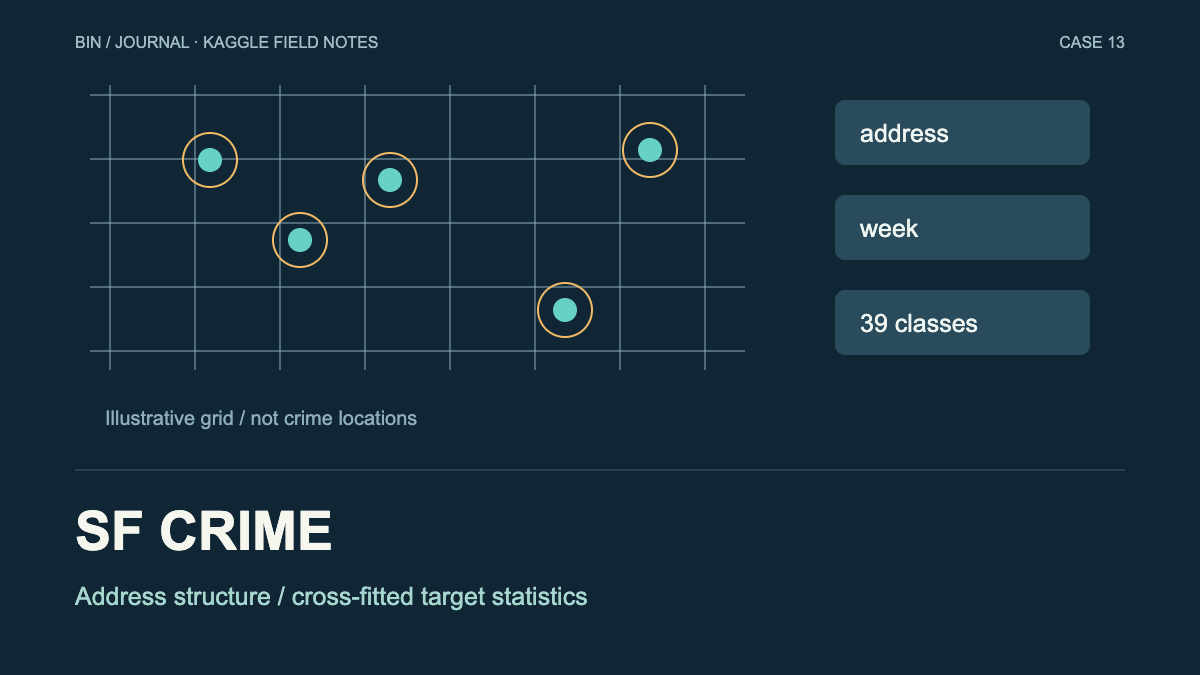 BIN / JOURNAL · KAGGLE FIELD NOTES
CASE 13
address
week
39 classes
Illustrative grid / not crime locations
SF CRIME
Address structure / cross-fitted target statistics